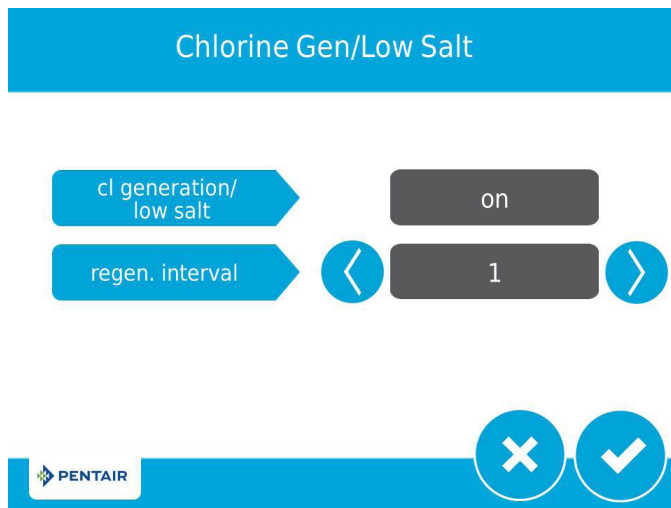 Chlorine Gen/Low Salt
cl generation/
low salt
on
regen. interval
1
PENTAIR